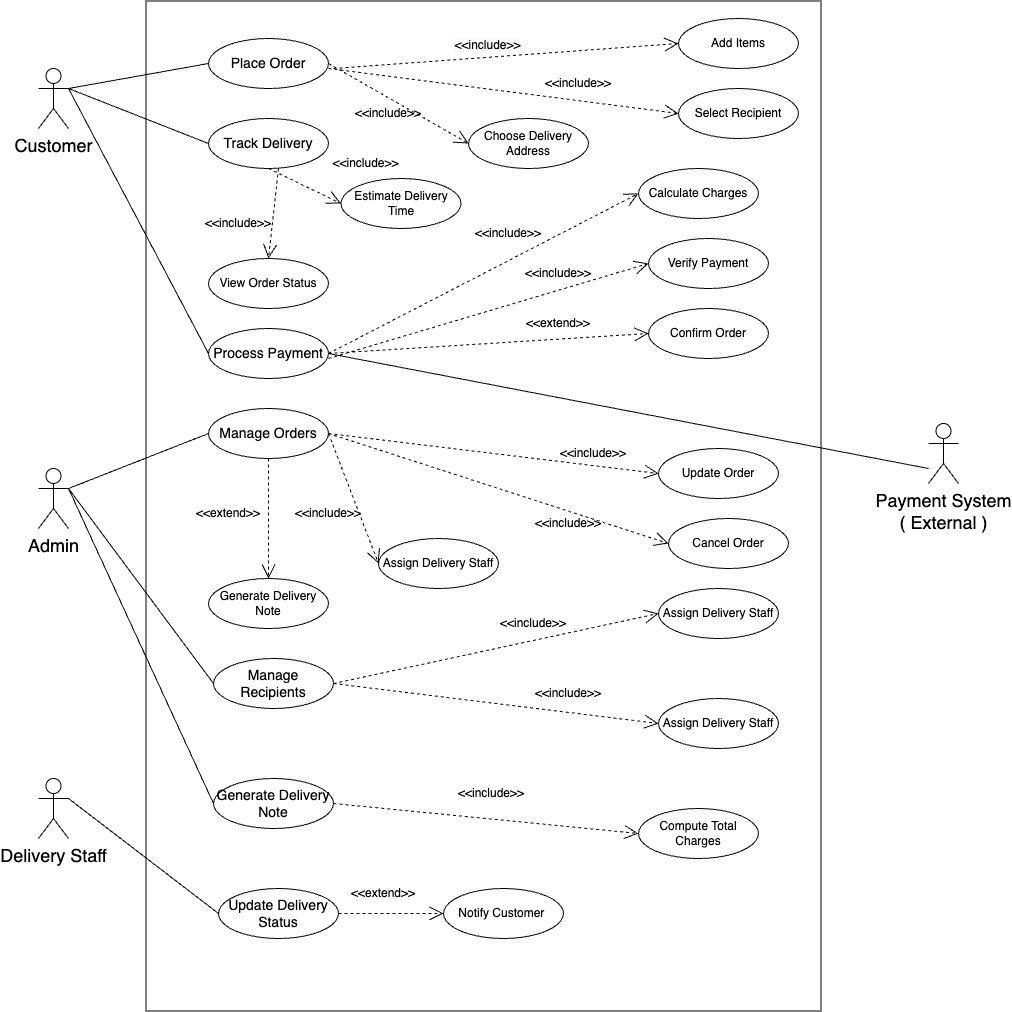 <<include>>
Add Items
Place Order
<<include>>
Select Recipient
<<include>>
Customer
Track Delivery
Choose Delivery
Address
<<include>>
Estimate Delivery
Time
Calculate Charges
<<include>>
<<include>>
Verify Payment
<<include>>
View Order Status
<<extend>>
Confirm Order
Process Payment
Manage Orders
<<include>>
Update Order
Payment System
( External )
<<extend>>
<<include>>
<<include>>
Cancel Order
Admin
Assign Delivery Staff
Generate Delivery
Note
<<include>>
Assign Delivery Staff
Manage
Recipients
<<include>>
Assign Delivery Staff
Generate Delivery
Note
<<include>>
Compute Total
Charges
Delivery Staff
<<extend>>
Update Delivery
Status
Notify Customer